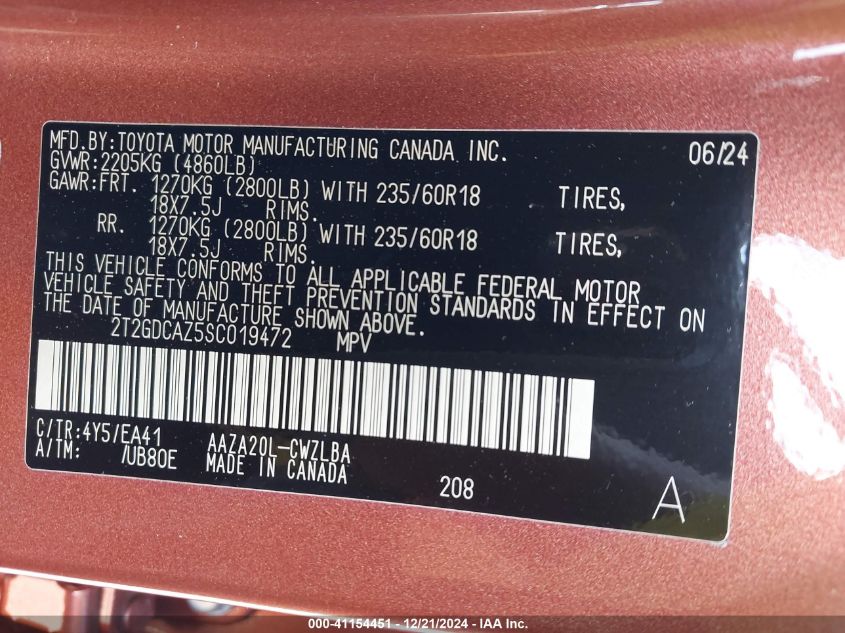 MFD.BY:TOYOTA MOTOR MANUFACTURING CANADA INC. 06/24
GVWR:2205KG (4860LB)
GAWR:FRT. 1270KG (2800LB) WITH 235/60R18 TIRES,
18X7.5J RIMS.
RR. 1270KG (2800LB) WITH 235/60R18 TIRES,
18X7.5J RIMS.
THIS VEHICLE CONFORMS TO ALL APPLICABLE FEDERAL MOTOR
VEHICLE SAFETY AND THEFT PREVENTION STANDARDS IN EFFECT ON
THE DATE OF MANUFACTURE SHOWN ABOVE.
2T2GDCAZ5SC019472 MPV
C/TR:4Y5/EA41 AAZA20L-CWZLBA
A/TM: /UB80E MADE IN CANADA
208 A
000-41154451 - 12/21/2024 - IAA Inc.